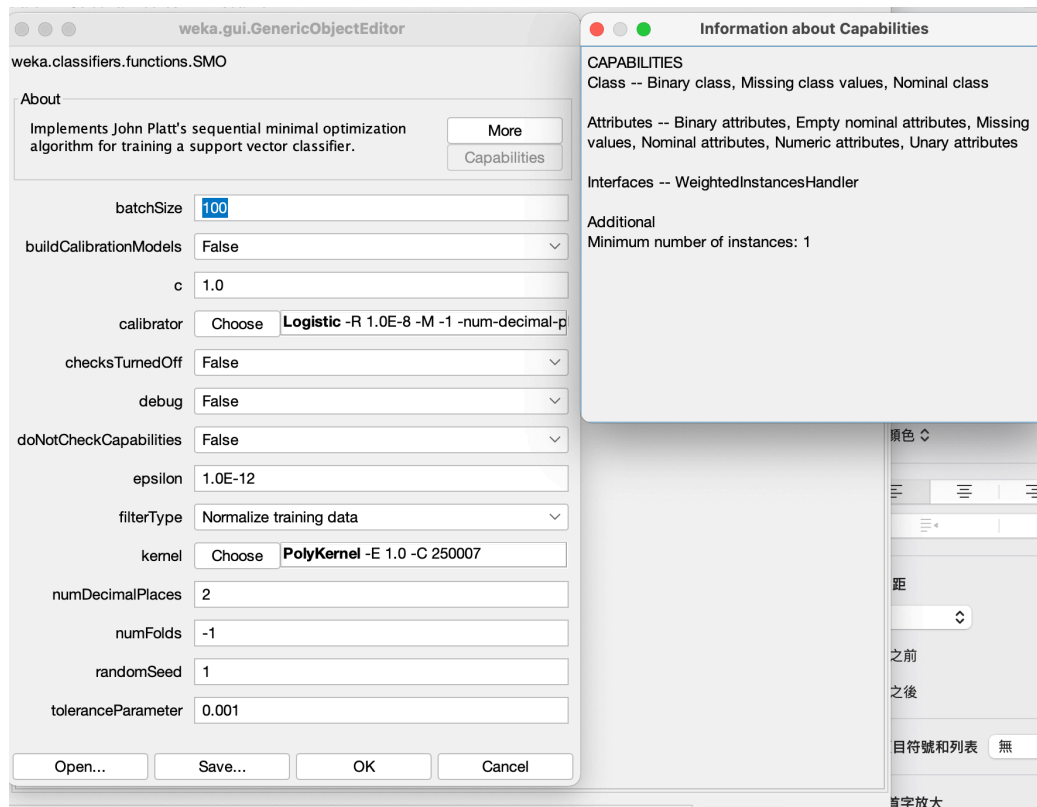 weka.gui.GenericObjectEditor
weka.classifiers.functions.SMO
About
Implements John Platt's sequential minimal optimization
algorithm for training a support vector classifier.
More
Capabilities
batchSize 100
buildCalibrationModels False
c 1.0
calibrator Choose Logistic -R 1.0E-8 -M -1 -num-decimal-p
checksTurnedOff False
debug False
doNotCheckCapabilities False
epsilon 1.0E-12
filterType Normalize training data
kernel Choose PolyKernel -E 1.0 -C 250007
numDecimalPlaces 2
numFolds -1
randomSeed 1
toleranceParameter 0.001
Open... Save... OK Cancel
Information about Capabilities
CAPABILITIES
Class -- Binary class, Missing class values, Nominal class
Attributes -- Binary attributes, Empty nominal attributes, Missing
values, Nominal attributes, Numeric attributes, Unary attributes
Interfaces -- WeightedInstancesHandler
Additional
Minimum number of instances: 1
顏色
距
之前
之後
目符號和列表 無
首字放大